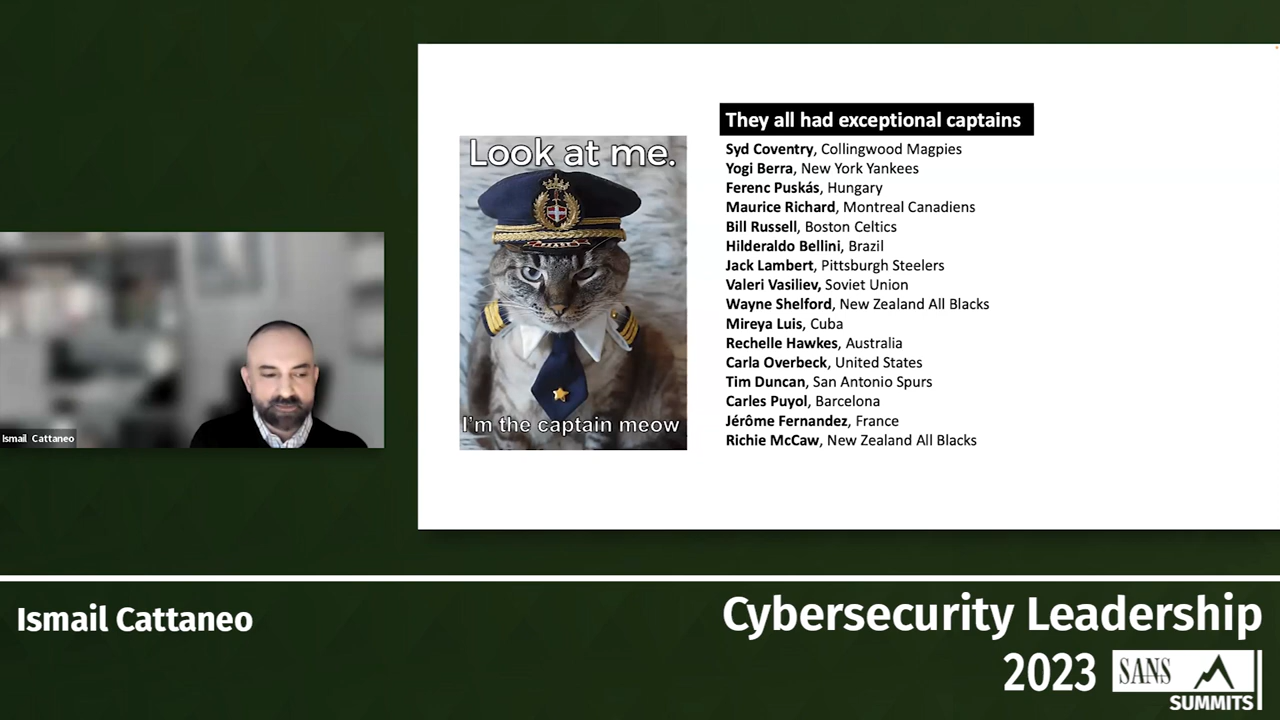 They all had exceptional captains
Look at me.
I'm the captain meow
Syd Coventry, Collingwood Magpies
Yogi Berra, New York Yankees
Ferenc Puskás, Hungary
Maurice Richard, Montreal Canadiens
Bill Russell, Boston Celtics
Hilderaldo Bellini, Brazil
Jack Lambert, Pittsburgh Steelers
Valeri Vasiliev, Soviet Union
Wayne Shelford, New Zealand All Blacks
Mireya Luis, Cuba
Rechelle Hawkes, Australia
Carla Overbeck, United States
Tim Duncan, San Antonio Spurs
Carles Puyol, Barcelona
Jérôme Fernandez, France
Richie McCaw, New Zealand All Blacks
Ismail Cattaneo
Ismail Cattaneo
Cybersecurity Leadership
2023
SANS
SUMMITS